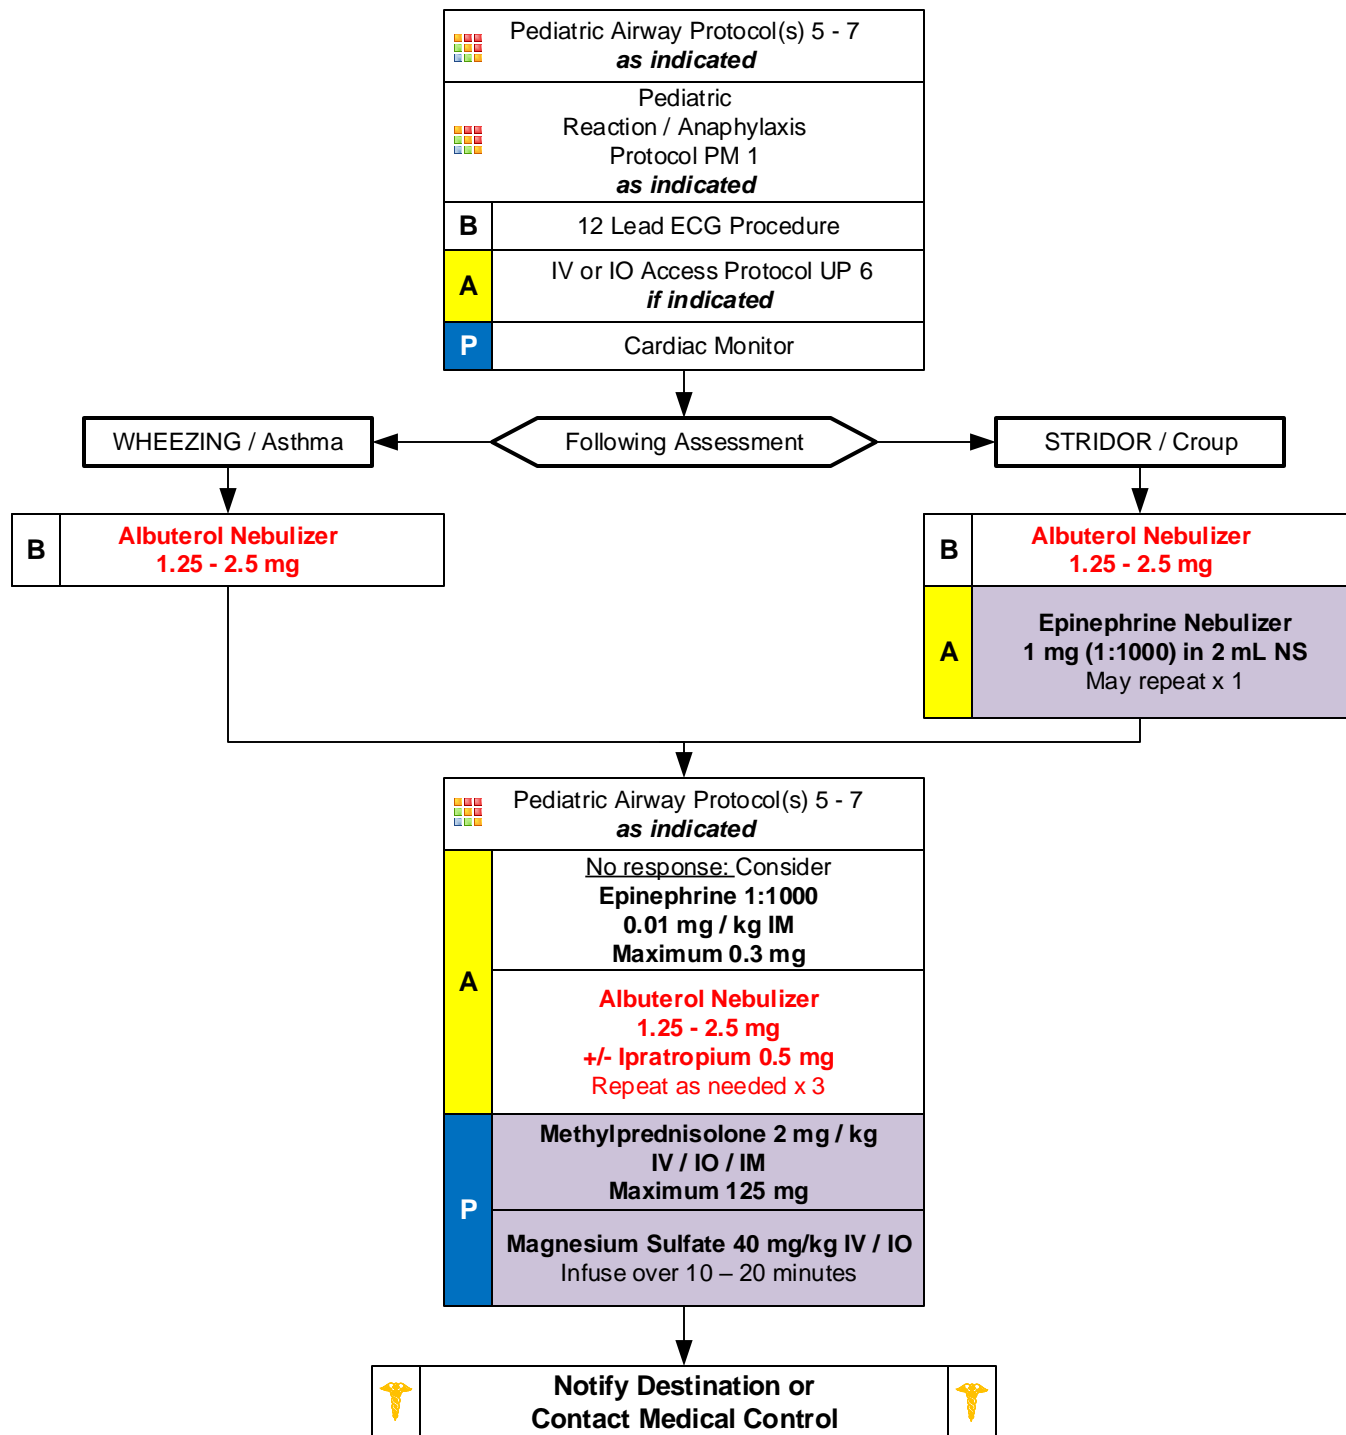 Pediatric Airway Protocol(s) 5 - 7
as indicated
Pediatric
Reaction / Anaphylaxis
Protocol PM 1
as indicated
B
12 Lead ECG Procedure
A
IV or IO Access Protocol UP 6
if indicated
P
Cardiac Monitor
WHEEZING / Asthma
Following Assessment
STRIDOR / Croup
B
Albuterol Nebulizer
1.25 - 2.5 mg
B
Albuterol Nebulizer
1.25 - 2.5 mg
A
Epinephrine Nebulizer
1 mg (1:1000) in 2 mL NS
May repeat x 1
Pediatric Airway Protocol(s) 5 - 7
as indicated
A
No response: Consider
Epinephrine 1:1000
0.01 mg / kg IM
Maximum 0.3 mg
Albuterol Nebulizer
1.25 - 2.5 mg
+/- Ipratropium 0.5 mg
Repeat as needed x 3
P
Methylprednisolone 2 mg / kg
IV / IO / IM
Maximum 125 mg
Magnesium Sulfate 40 mg/kg IV / IO
Infuse over 10 – 20 minutes
Notify Destination or
Contact Medical Control